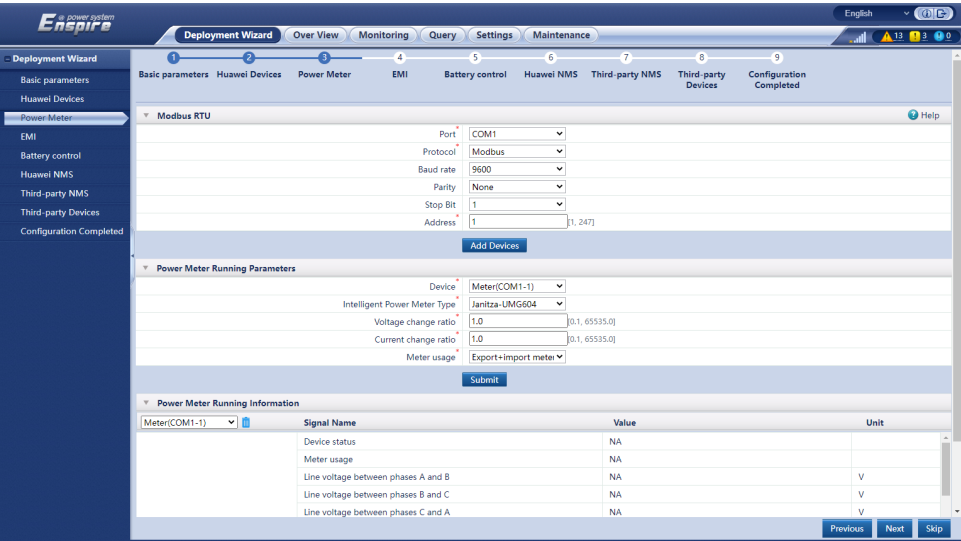 Enspire
e power system
English
Deployment Wizard Over View Monitoring Query Settings Maintenance
13 3 9 0
Deployment Wizard
Basic parameters
Huawei Devices
Power Meter
EMI
Battery control
Huawei NMS
Third-party NMS
Third-party Devices
Configuration Completed
1 2 3 4 5 6 7 8 9
Basic parameters Huawei Devices Power Meter EMI Battery control Huawei NMS Third-party NMS Third-party Devices Configuration Completed
Modbus RTU
Help
Port* COM1
Protocol* Modbus
Baud rate 9600
Parity None
Stop Bit 1
Address* 1 [1, 247]
Add Devices
Power Meter Running Parameters
Device* Meter(COM1-1)
Intelligent Power Meter Type* Janitza-UMG604
Voltage change ratio* 1.0 [0.1, 65535.0]
Current change ratio* 1.0 [0.1, 65535.0]
Meter usage* Export+import meter
Submit
Power Meter Running Information
Meter(COM1-1) Signal Name Value Unit
Device status NA
Meter usage NA
Line voltage between phases A and B NA V
Line voltage between phases B and C NA V
Line voltage between phases C and A NA V
Previous Next Skip